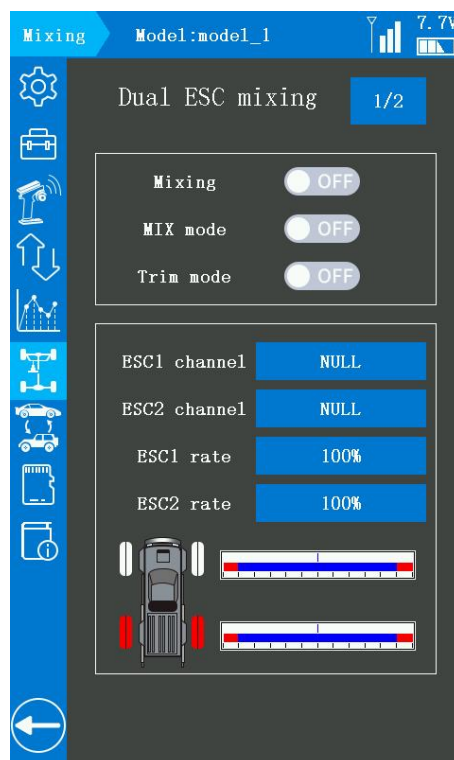 Mixing Model:model_1 7.7V
Dual ESC mixing 1/2
Mixing OFF
MIX mode OFF
Trim mode OFF
ESC1 channel NULL
ESC2 channel NULL
ESC1 rate 100%
ESC2 rate 100%